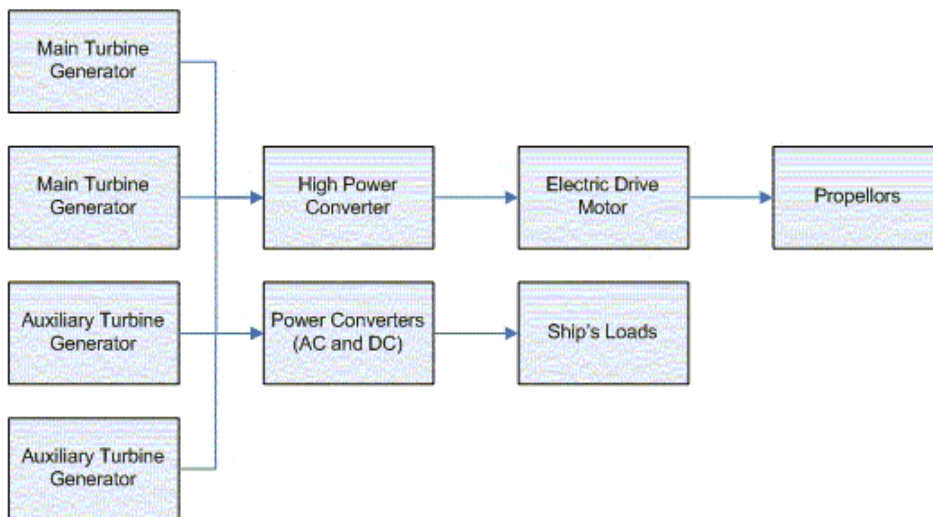 Main Turbine
Generator
Main Turbine
Generator
High Power
Converter
Electric Drive
Motor
Propellors
Auxiliary Turbine
Generator
Power Converters
(AC and DC)
Ship's Loads
Auxiliary Turbine
Generator